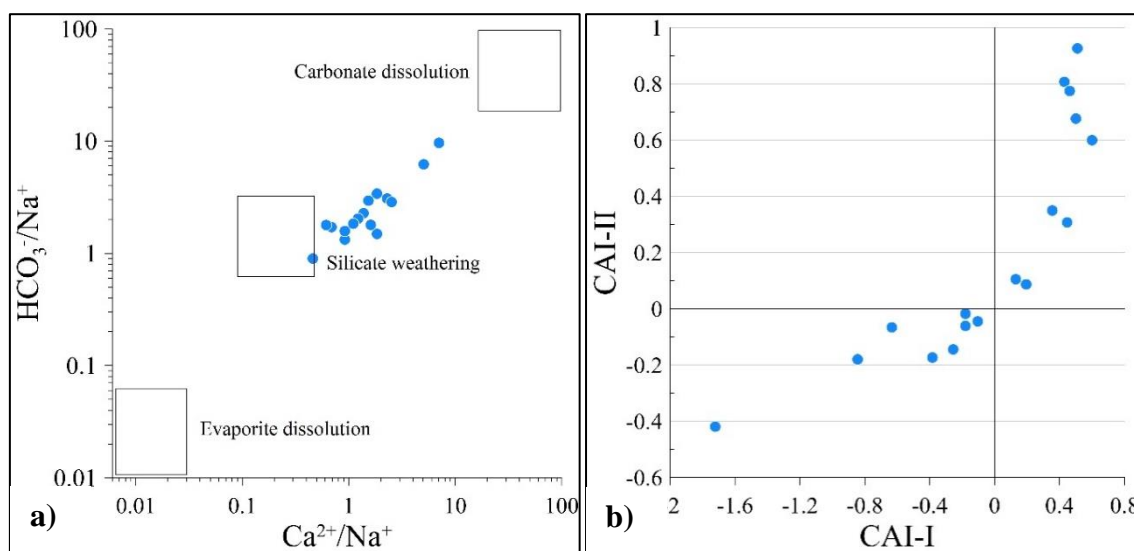 100
10
1
0.1
0.01
HCO₃⁻/Na⁺
Carbonate dissolution
Silicate weathering
Evaporite dissolution
0.01 0.1 1 10 100
Ca²⁺/Na⁺
a)
1
0.8
0.6
0.4
0.2
0
-0.2
-0.4
-0.6
CAI-II
2 -1.6 -1.2 -0.8 -0.4 0 0.4 0.8
CAI-I
b)